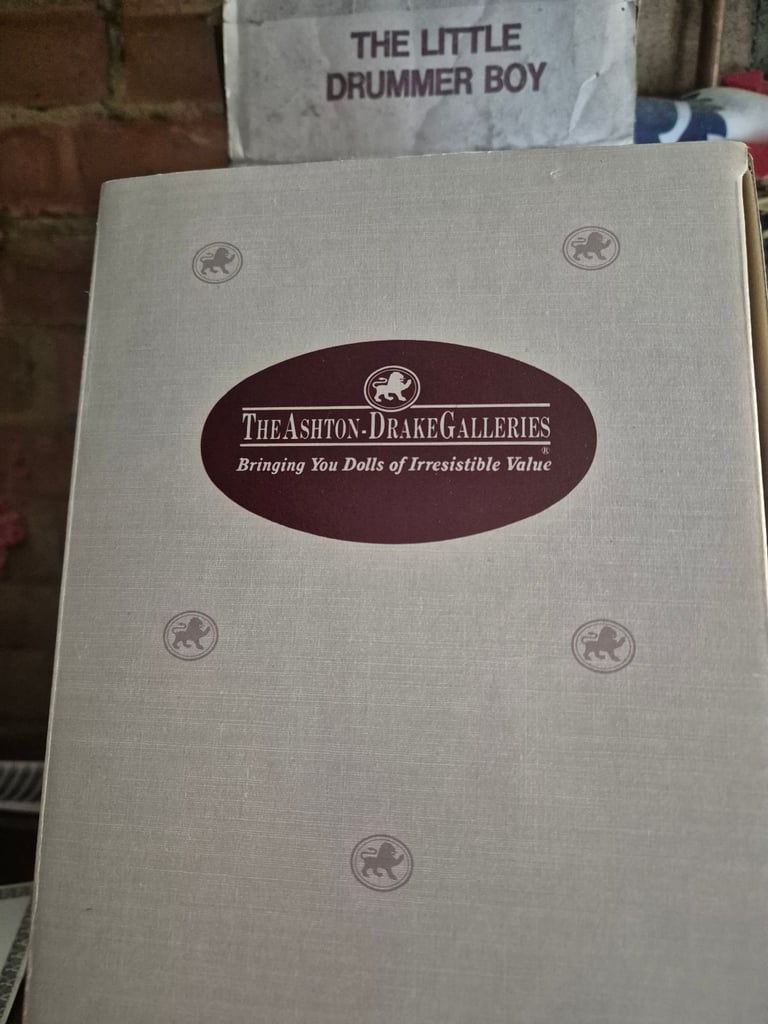 THE LITTLE
DRUMMER BOY
THE ASHTON-DRAKE GALLERIES
®
Bringing You Dolls of Irresistible Value